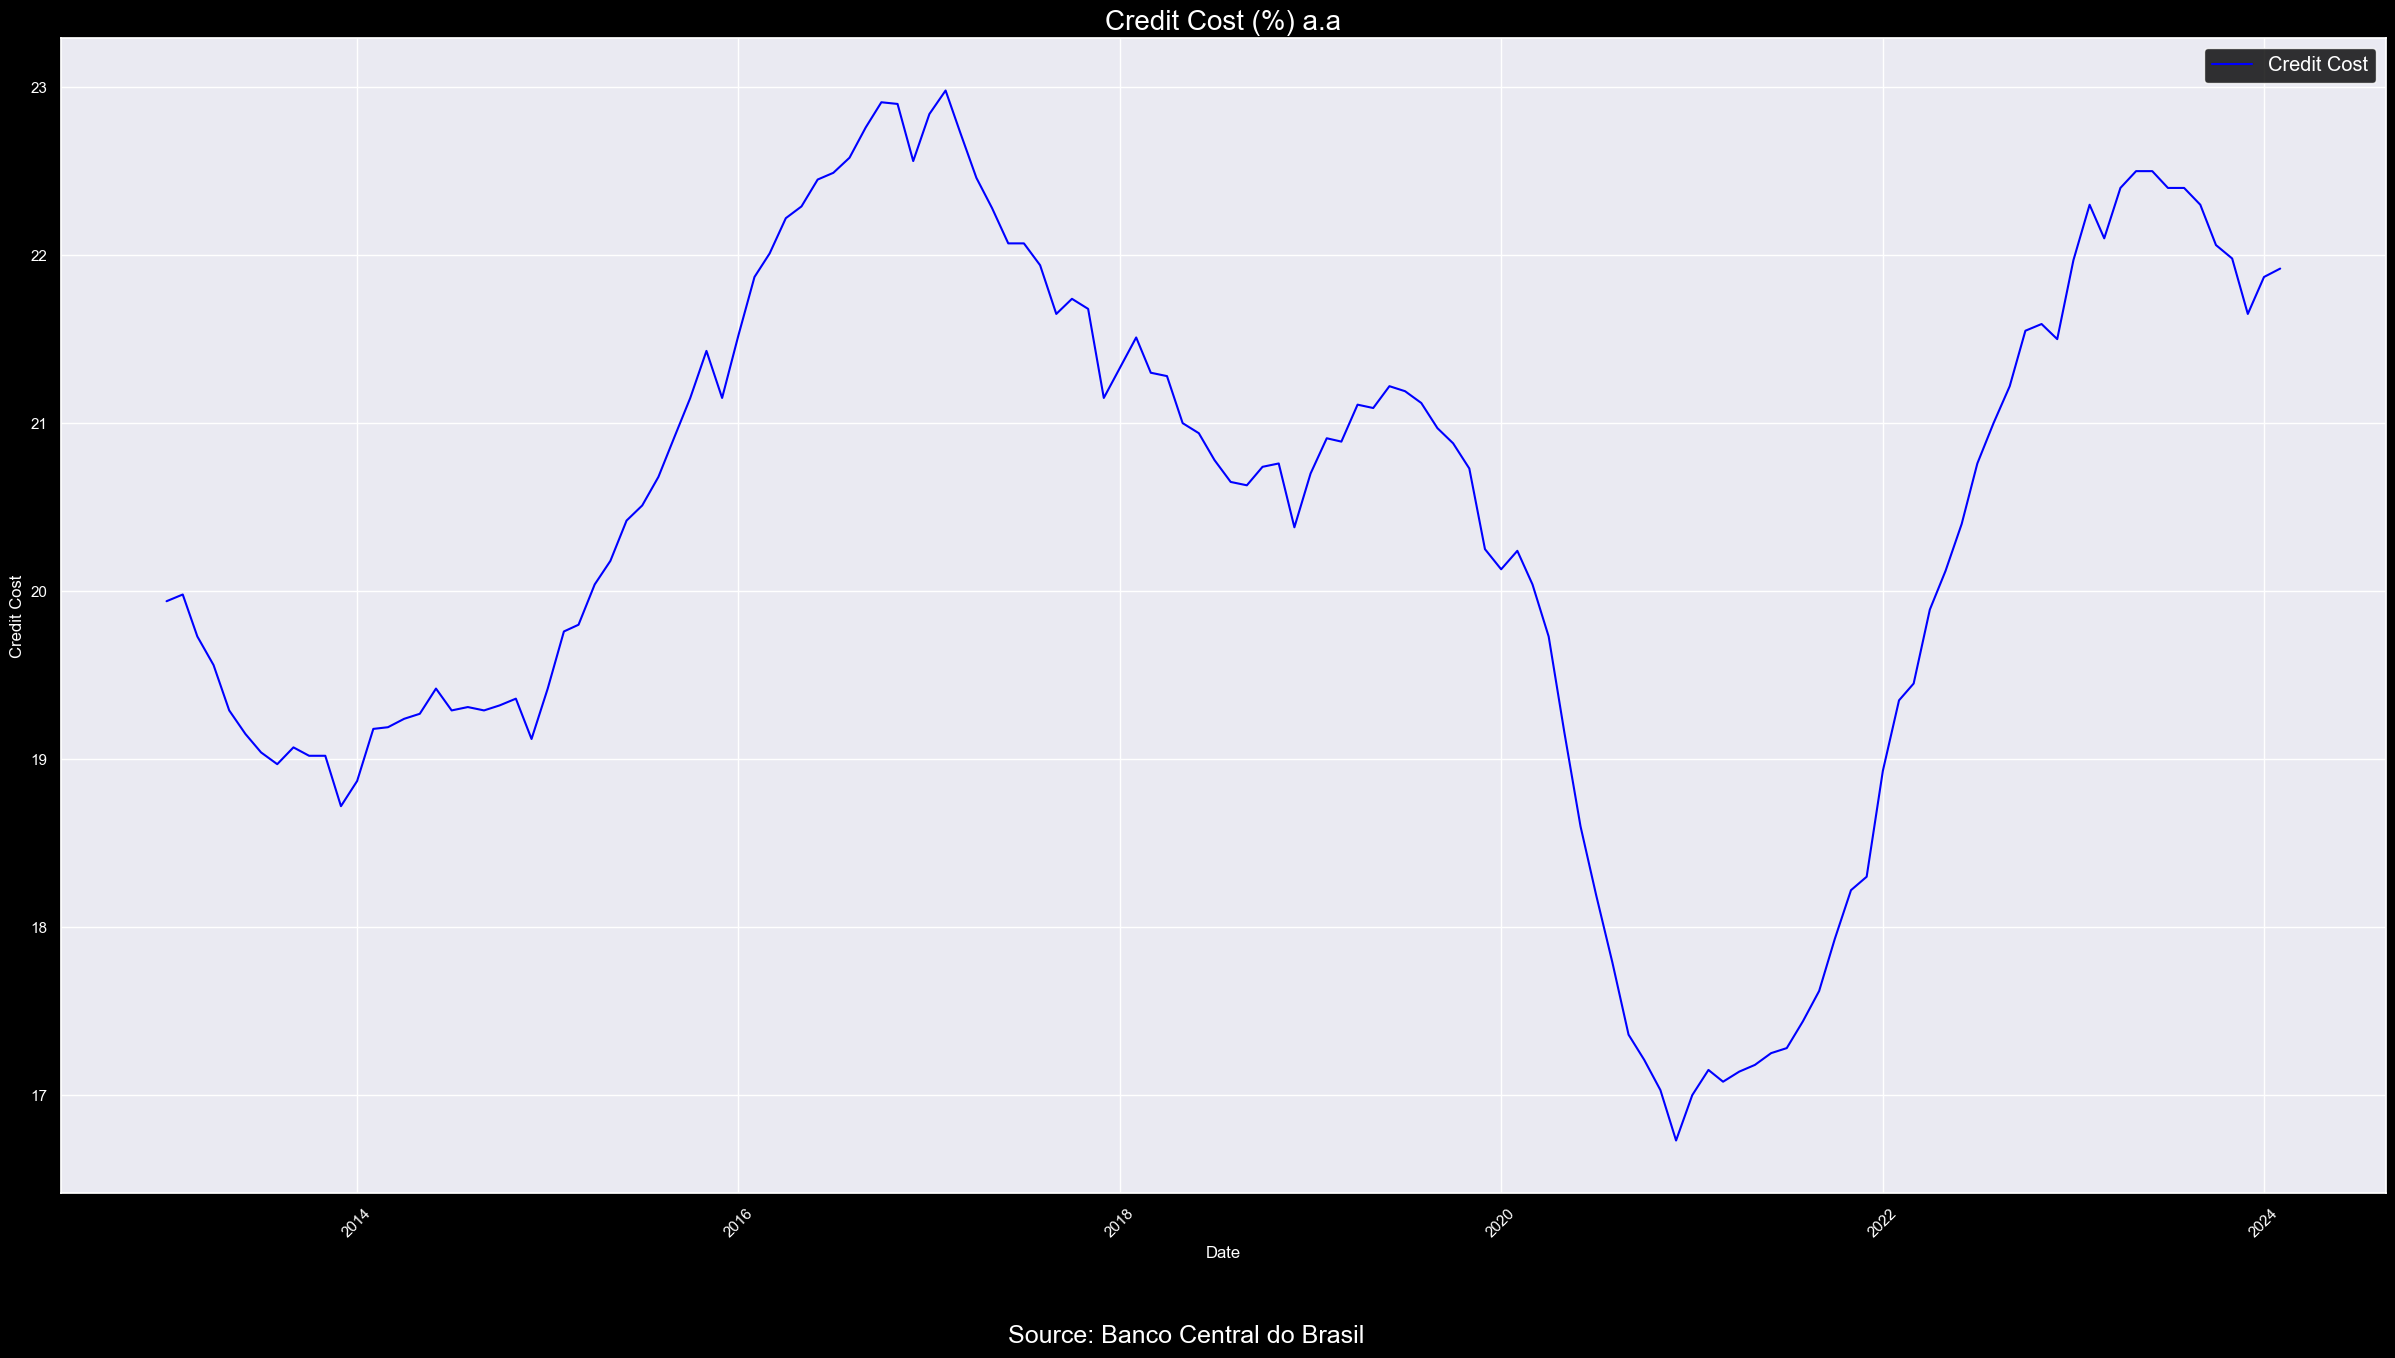 Credit Cost (%) a.a
Credit Cost
23
22
21
20
19
18
17
Credit Cost
2014
2016
2018
2020
2022
2024
Date
Source: Banco Central do Brasil